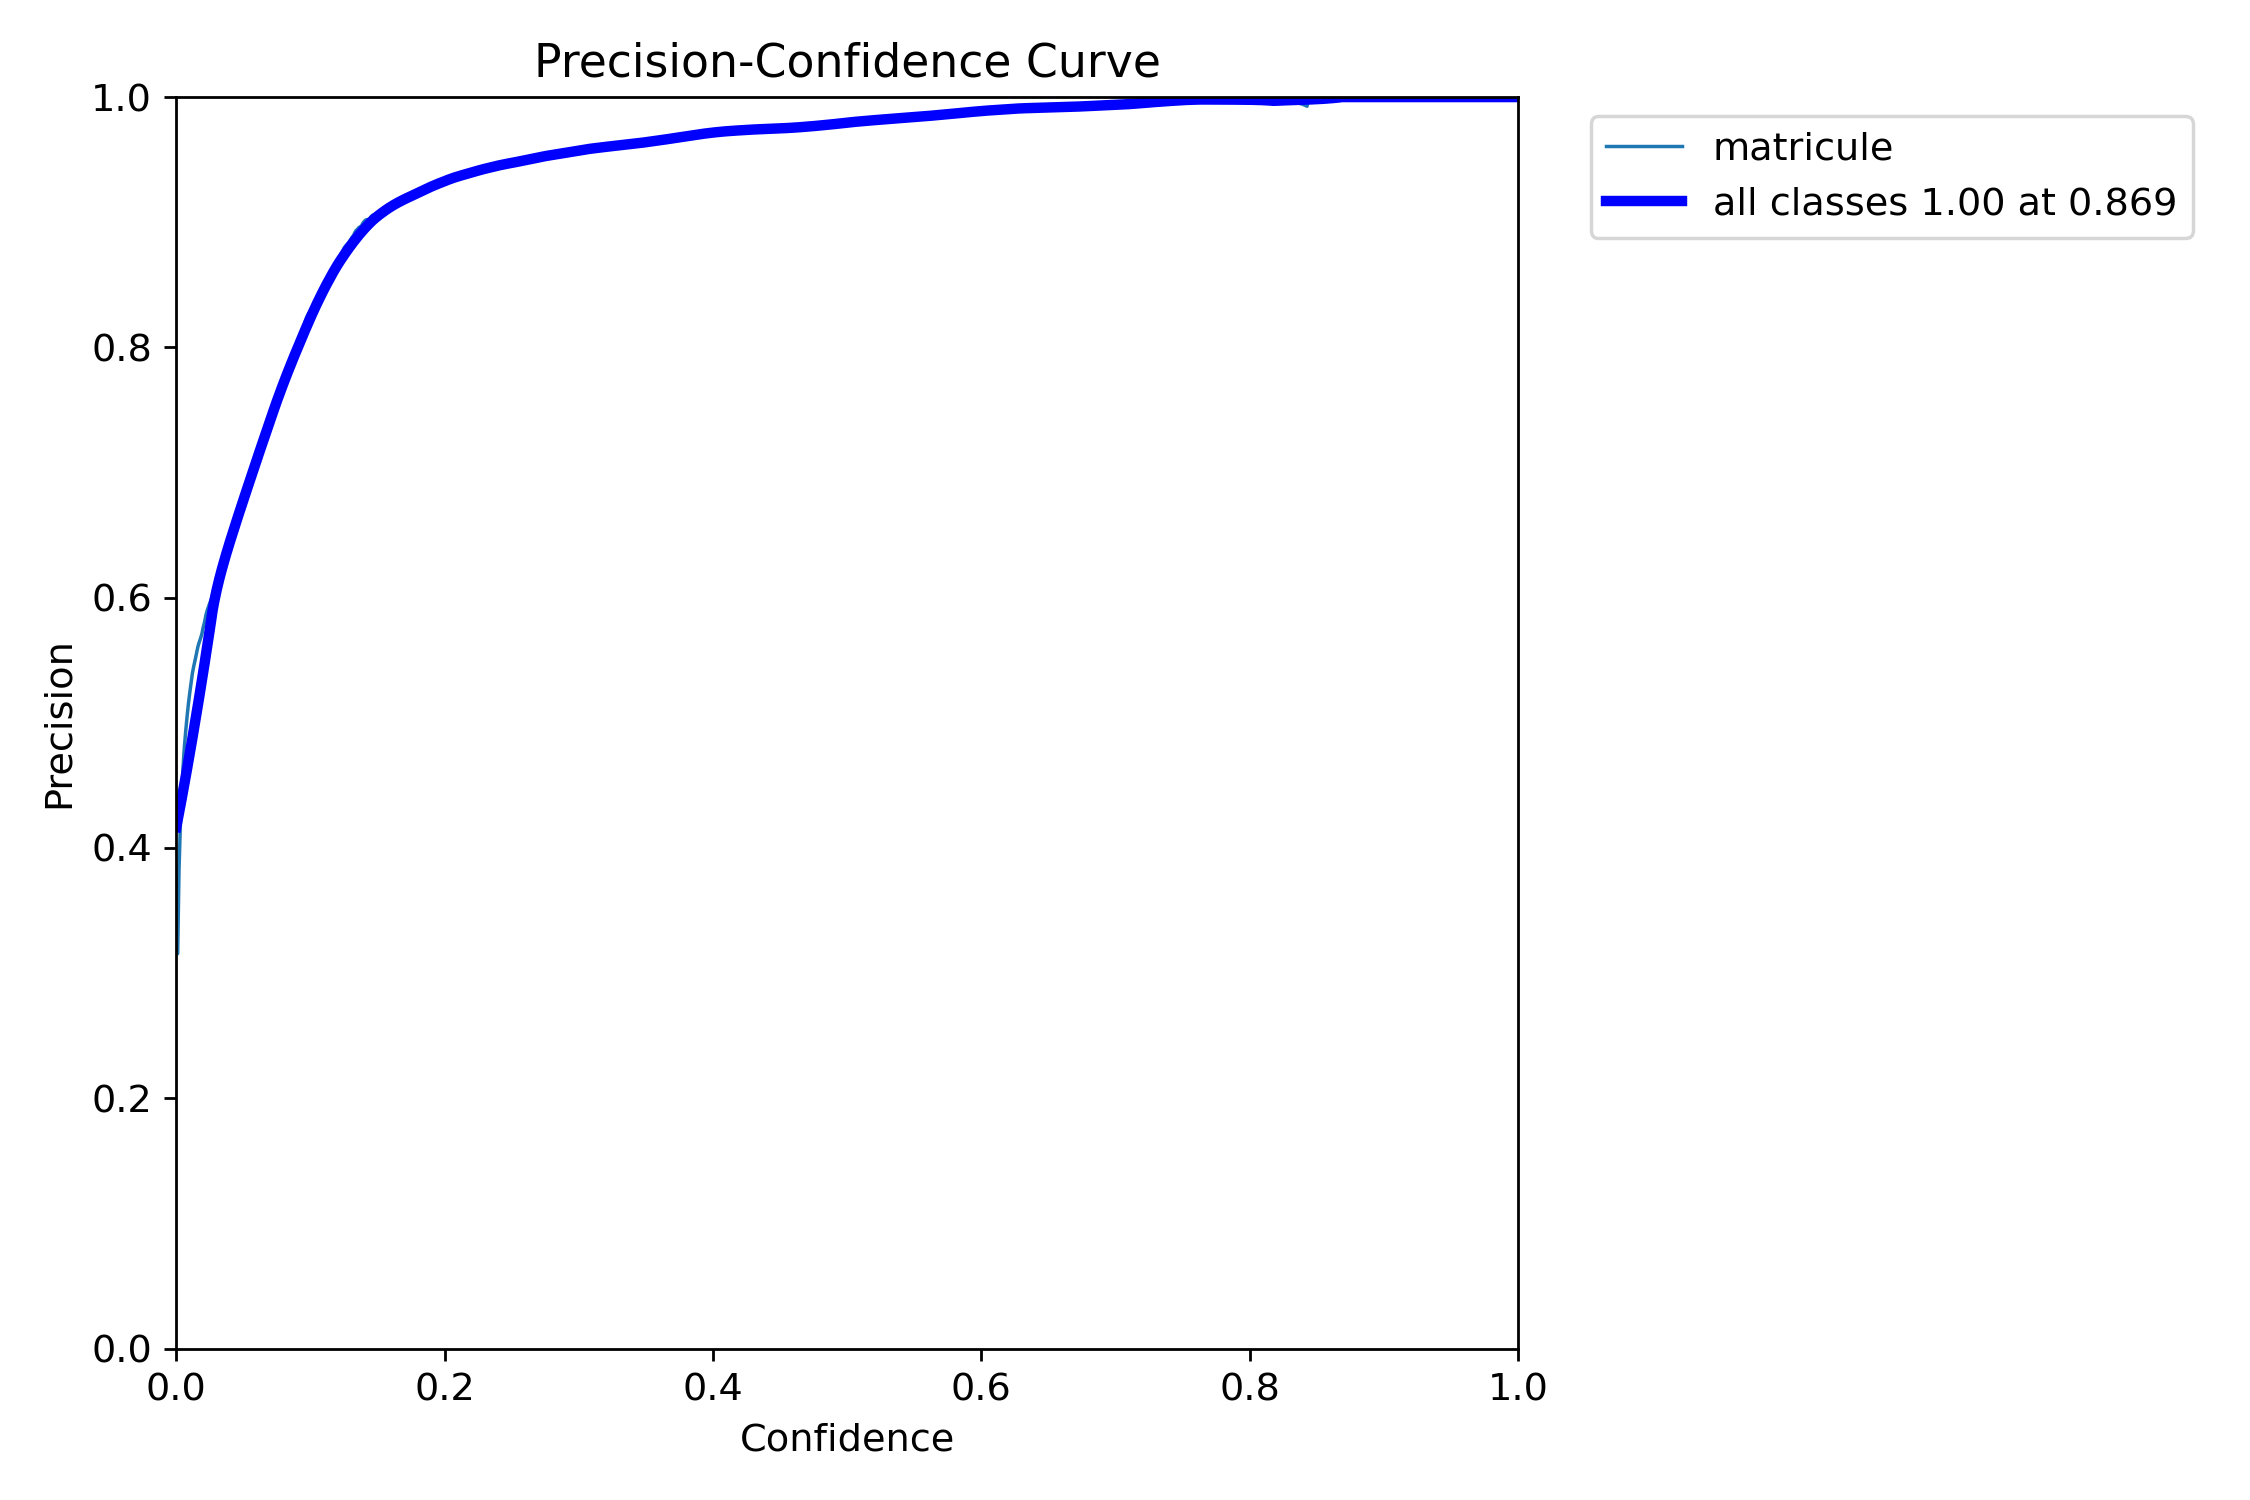 Precision-Confidence Curve
1.0
0.8
0.6
0.4
0.2
0.0
Precision
0.0 0.2 0.4 0.6 0.8 1.0
Confidence
matricule
all classes 1.00 at 0.869